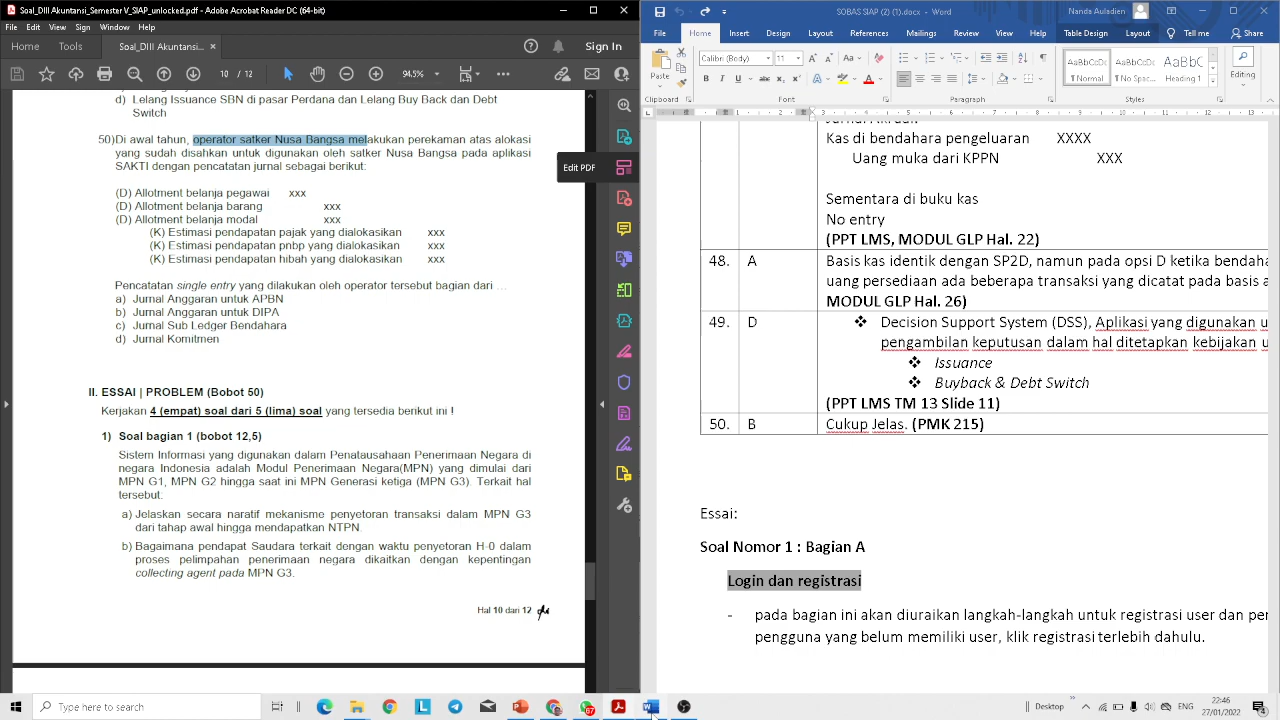 Soal_DIII Akuntansi_Semester V_SIAP_unlocked.pdf - Adobe Acrobat Reader DC (64-bit)
File Edit View Sign Window Help
Home Tools Soal_DIII Akuntansi... × Sign In
10 / 12 94.5%
d) Lelang Issuance SBN di pasar Perdana dan Lelang Buy Back dan Debt
Switch
50)Di awal tahun, operator satker Nusa Bangsa melakukan perekaman atas alokasi
yang sudah disahkan untuk digunakan oleh satker Nusa Bangsa pada aplikasi
SAKTI dengan pencatatan jurnal sebagai berikut:
Edit PDF
(D) Allotment belanja pegawai xxx
(D) Allotment belanja barang xxx
(D) Allotment belanja modal xxx
(K) Estimasi pendapatan pajak yang dialokasikan xxx
(K) Estimasi pendapatan pnbp yang dialokasikan xxx
(K) Estimasi pendapatan hibah yang dialokasikan xxx
Pencatatan single entry yang dilakukan oleh operator tersebut bagian dari …
a) Jurnal Anggaran untuk APBN
b) Jurnal Anggaran untuk DIPA
c) Jurnal Sub Ledger Bendahara
d) Jurnal Komitmen
II. ESSAI | PROBLEM (Bobot 50)
Kerjakan 4 (empat) soal dari 5 (lima) soal yang tersedia berikut ini !
1) Soal bagian 1 (bobot 12,5)
Sistem Informasi yang digunakan dalam Penatausahaan Penerimaan Negara di
negara Indonesia adalah Modul Penerimaan Negara(MPN) yang dimulai dari
MPN G1, MPN G2 hingga saat ini MPN Generasi ketiga (MPN G3). Terkait hal
tersebut:
a) Jelaskan secara naratif mekanisme penyetoran transaksi dalam MPN G3
dari tahap awal hingga mendapatkan NTPN.
b) Bagaimana pendapat Saudara terkait dengan waktu penyetoran H-0 dalam
proses pelimpahan penerimaan negara dikaitkan dengan kepentingan
collecting agent pada MPN G3.
Hal 10 dari 12
SOBAS SIAP (2) (1).docx - Word Nanda Auladien
File Home Insert Design Layout References Mailings Review View Help Table Design Layout Tell me Share
Paste Calibri (Body) 11 AaBbCcDc AaBbCcDc AaBbC Editing
¶ Normal ¶ No Spac... Heading 1
Clipboard Font Paragraph Styles
Kas di bendahara pengeluaran XXXX
Uang muka dari KPPN XXX
Sementara di buku kas
No entry
(PPT LMS, MODUL GLP Hal. 22)
48. A Basis kas identik dengan SP2D, namun pada opsi D ketika bendaha
uang persediaan ada beberapa transaksi yang dicatat pada basis a
MODUL GLP Hal. 26)
49. D ❖ Decision Support System (DSS), Aplikasi yang digunakan u
pengambilan keputusan dalam hal ditetapkan kebijakan u
❖ Issuance
❖ Buyback & Debt Switch
(PPT LMS TM 13 Slide 11)
50. B Cukup Jelas. (PMK 215)
Essai:
Soal Nomor 1 : Bagian A
Login dan registrasi
- pada bagian ini akan diuraikan langkah-langkah untuk registrasi user dan pen
pengguna yang belum memiliki user, klik registrasi terlebih dahulu.
Type here to search
67
Desktop ENG 22:46
27/01/2022